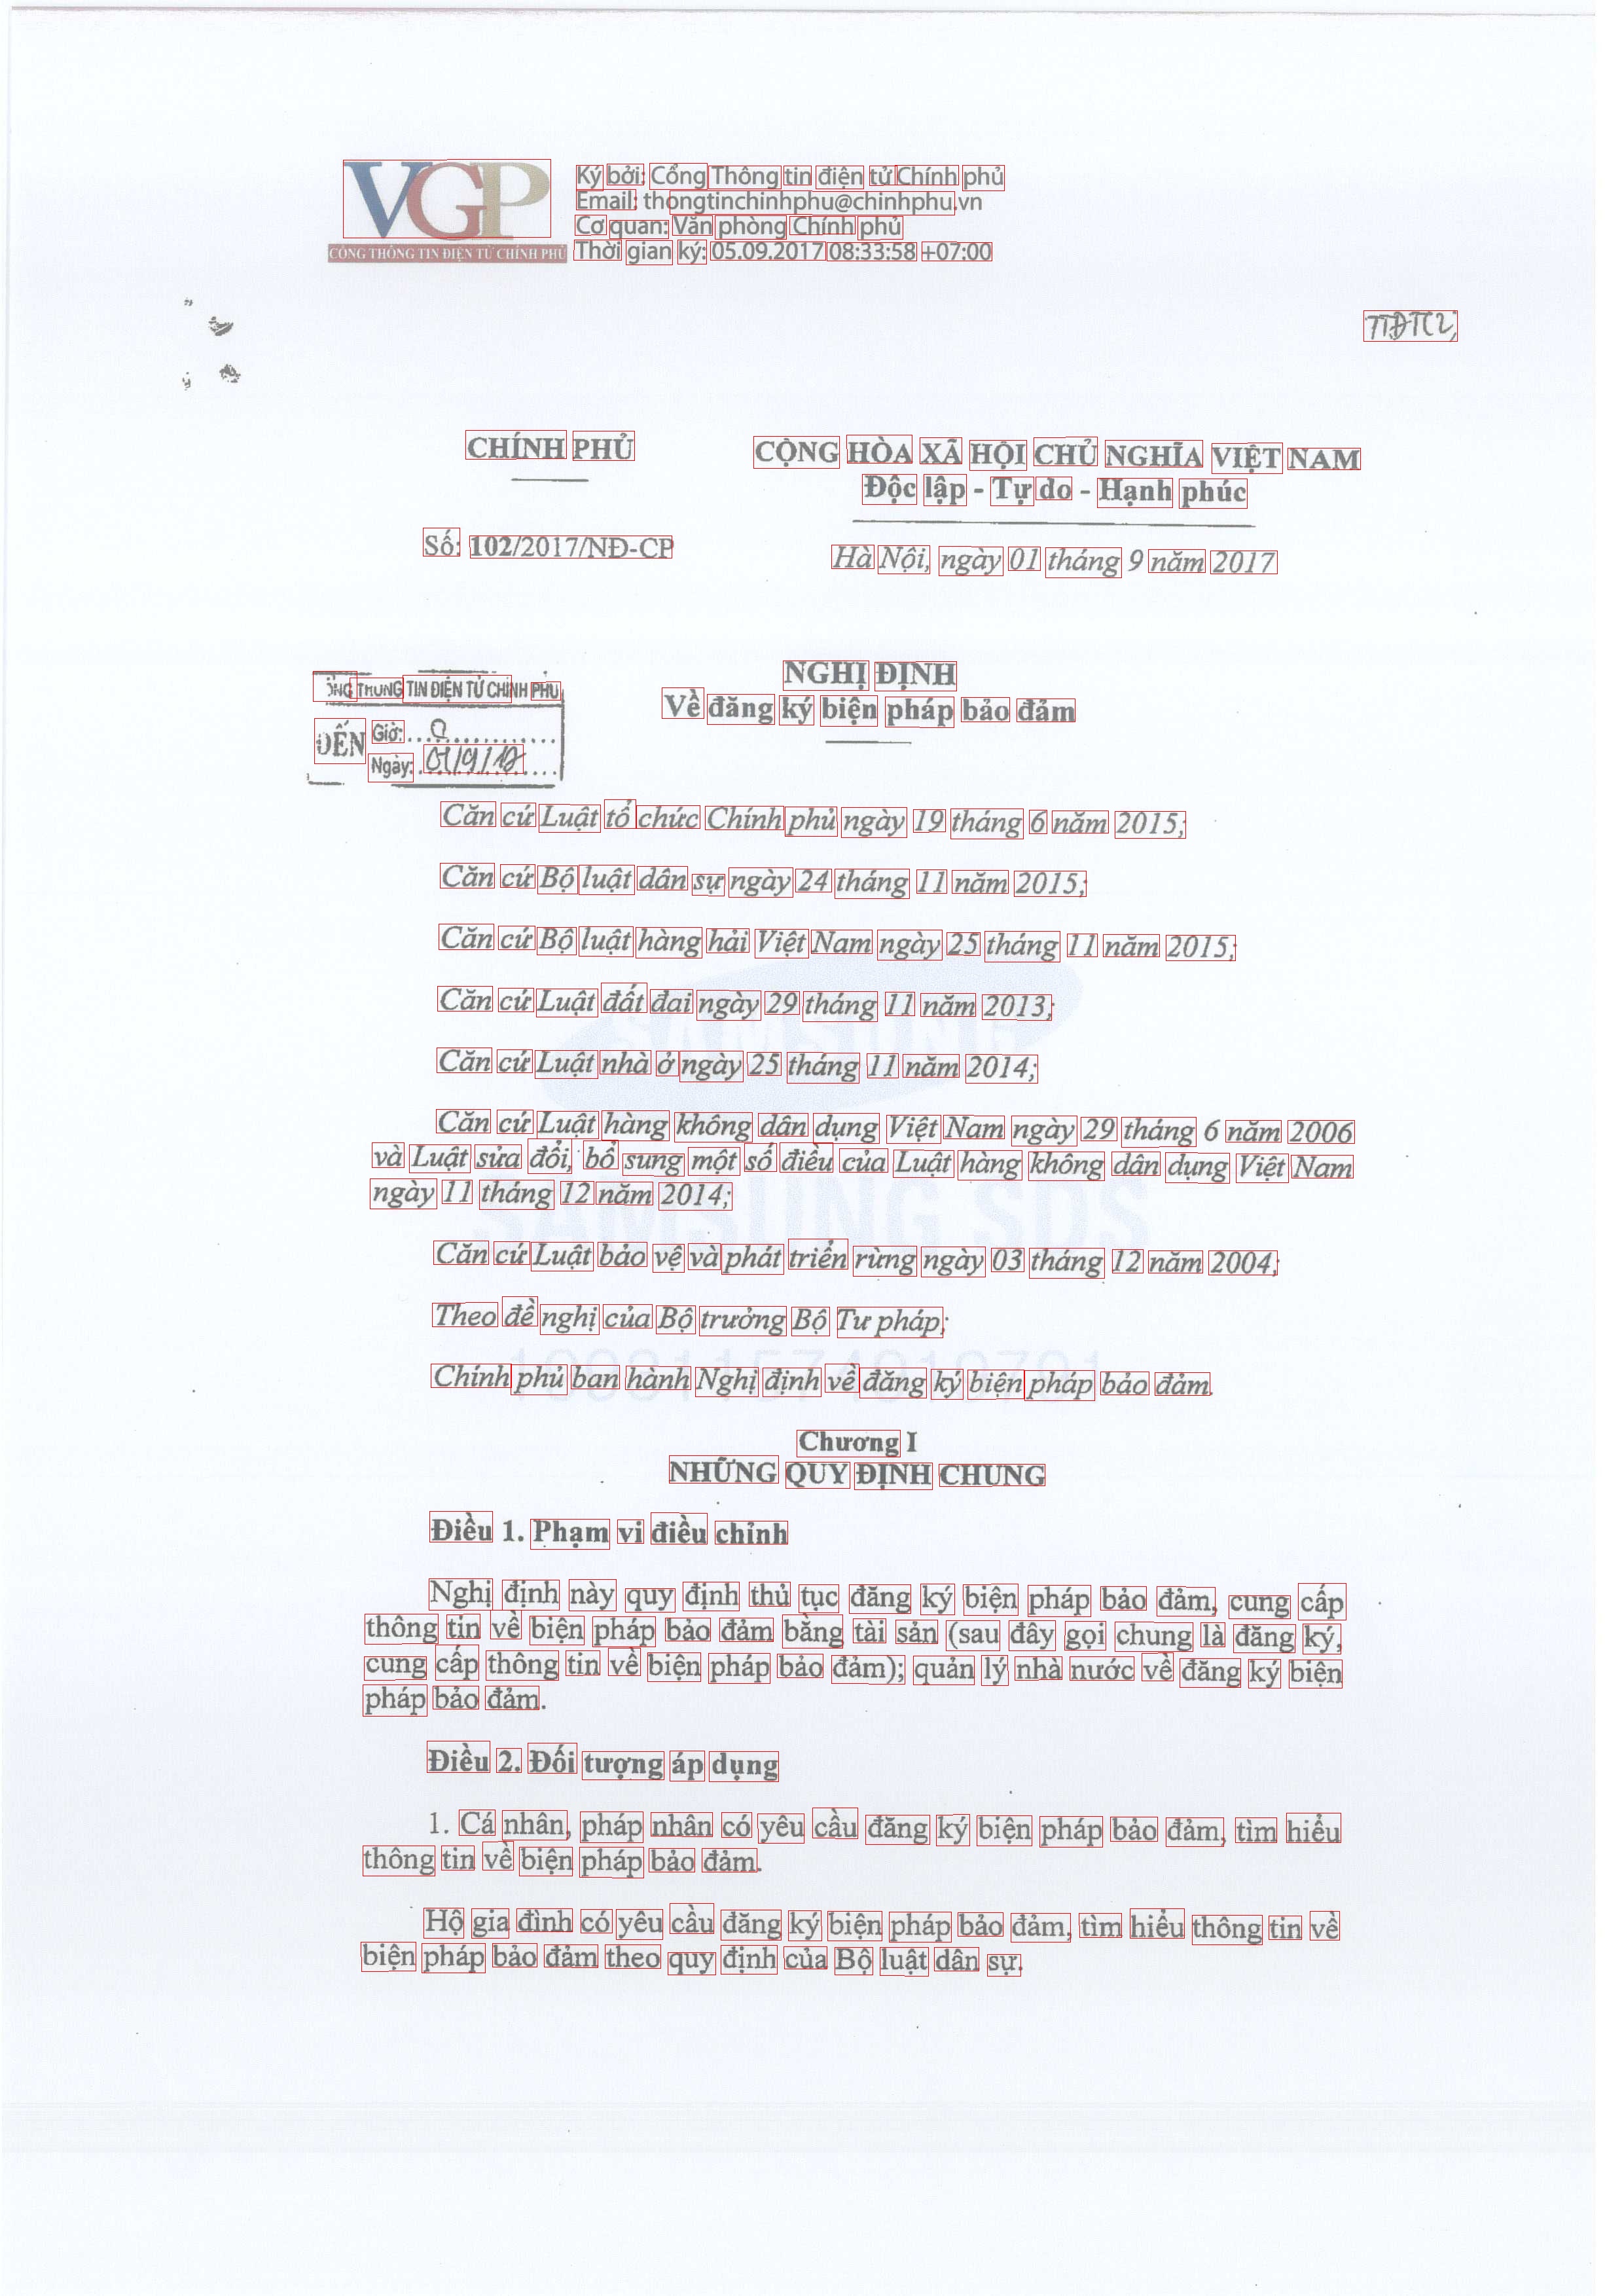 VGP
CỔNG THÔNG TIN ĐIỆN TỬ CHÍNH PHỦ
Ký bởi: Cổng Thông tin điện tử Chính phủ
Email: thongtinchinhphu@chinhphu.vn
Cơ quan: Văn phòng Chính phủ
Thời gian ký: 05.09.2017 08:33:58 +07:00
CHÍNH PHỦ
Số: 102/2017/NĐ-CP
CỘNG HÒA XÃ HỘI CHỦ NGHĨA VIỆT NAM
Độc lập - Tự do - Hạnh phúc
Hà Nội, ngày 01 tháng 9 năm 2017
TIN ĐIỆN TỬ CHÍNH PHỦ
ĐẾN
Giờ:
Ngày: 01/9/17
NGHỊ ĐỊNH
Về đăng ký biện pháp bảo đảm
Căn cứ Luật tổ chức Chính phủ ngày 19 tháng 6 năm 2015;
Căn cứ Bộ luật dân sự ngày 24 tháng 11 năm 2015;
Căn cứ Bộ luật hàng hải Việt Nam ngày 25 tháng 11 năm 2015;
Căn cứ Luật đất đai ngày 29 tháng 11 năm 2013;
Căn cứ Luật nhà ở ngày 25 tháng 11 năm 2014;
Căn cứ Luật hàng không dân dụng Việt Nam ngày 29 tháng 6 năm 2006
và Luật sửa đổi, bổ sung một số điều của Luật hàng không dân dụng Việt Nam
ngày 11 tháng 12 năm 2014;
SAMSUNG SDS
Căn cứ Luật bảo vệ và phát triển rừng ngày 03 tháng 12 năm 2004;
Theo đề nghị của Bộ trưởng Bộ Tư pháp;
Chính phủ ban hành Nghị định về đăng ký biện pháp bảo đảm.
Chương I
NHỮNG QUY ĐỊNH CHUNG
Điều 1. Phạm vi điều chỉnh
Nghị định này quy định thủ tục đăng ký biện pháp bảo đảm, cung cấp
thông tin về biện pháp bảo đảm bằng tài sản (sau đây gọi chung là đăng ký,
cung cấp thông tin về biện pháp bảo đảm); quản lý nhà nước về đăng ký biện
pháp bảo đảm.
Điều 2. Đối tượng áp dụng
1. Cá nhân, pháp nhân có yêu cầu đăng ký biện pháp bảo đảm, tìm hiểu
thông tin về biện pháp bảo đảm.
Hộ gia đình có yêu cầu đăng ký biện pháp bảo đảm, tìm hiểu thông tin về
biện pháp bảo đảm theo quy định của Bộ luật dân sự.